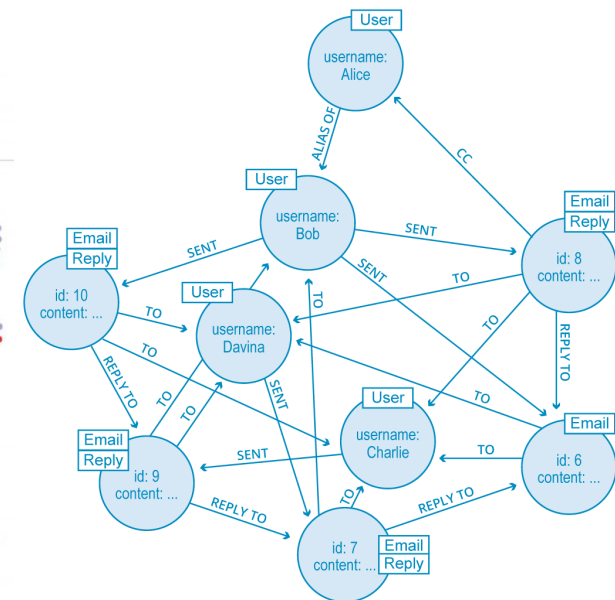 User
username:
Alice
ALIAS OF
CC
User
username:
Bob
SENT
SENT
SENT
Email
Reply
id: 8
content: ...
Email
Reply
id: 10
content: ...
TO
TO
REPLY TO
User
username:
Davina
TO
TO
TO
REPLY TO
TO
TO
TO
SENT
User
username:
Charlie
TO
SENT
TO
Email
id: 6
content: ...
Email
Reply
id: 9
content: ...
REPLY TO
TO
REPLY TO
id: 7
content: ...
Email
Reply